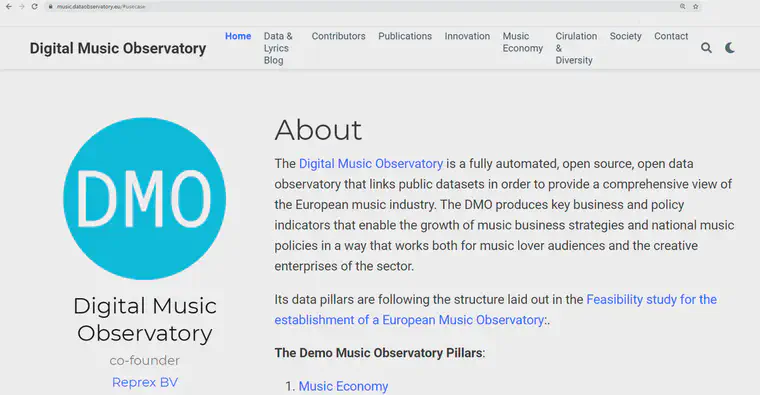 music.dataobservatory.eu/#usecase
Digital Music Observatory
Home
Data &
Lyrics
Blog
Contributors
Publications
Innovation
Music
Economy
Cirulation
&
Diversity
Society
Contact
DMO
Digital Music
Observatory
co-founder
Reprex BV
About
The Digital Music Observatory is a fully automated, open source, open data
observatory that links public datasets in order to provide a comprehensive view of
the European music industry. The DMO produces key business and policy
indicators that enable the growth of music business strategies and national music
policies in a way that works both for music lover audiences and the creative
enterprises of the sector.
Its data pillars are following the structure laid out in the Feasibility study for the
establishment of a European Music Observatory:.
The Demo Music Observatory Pillars:
1. Music Economy